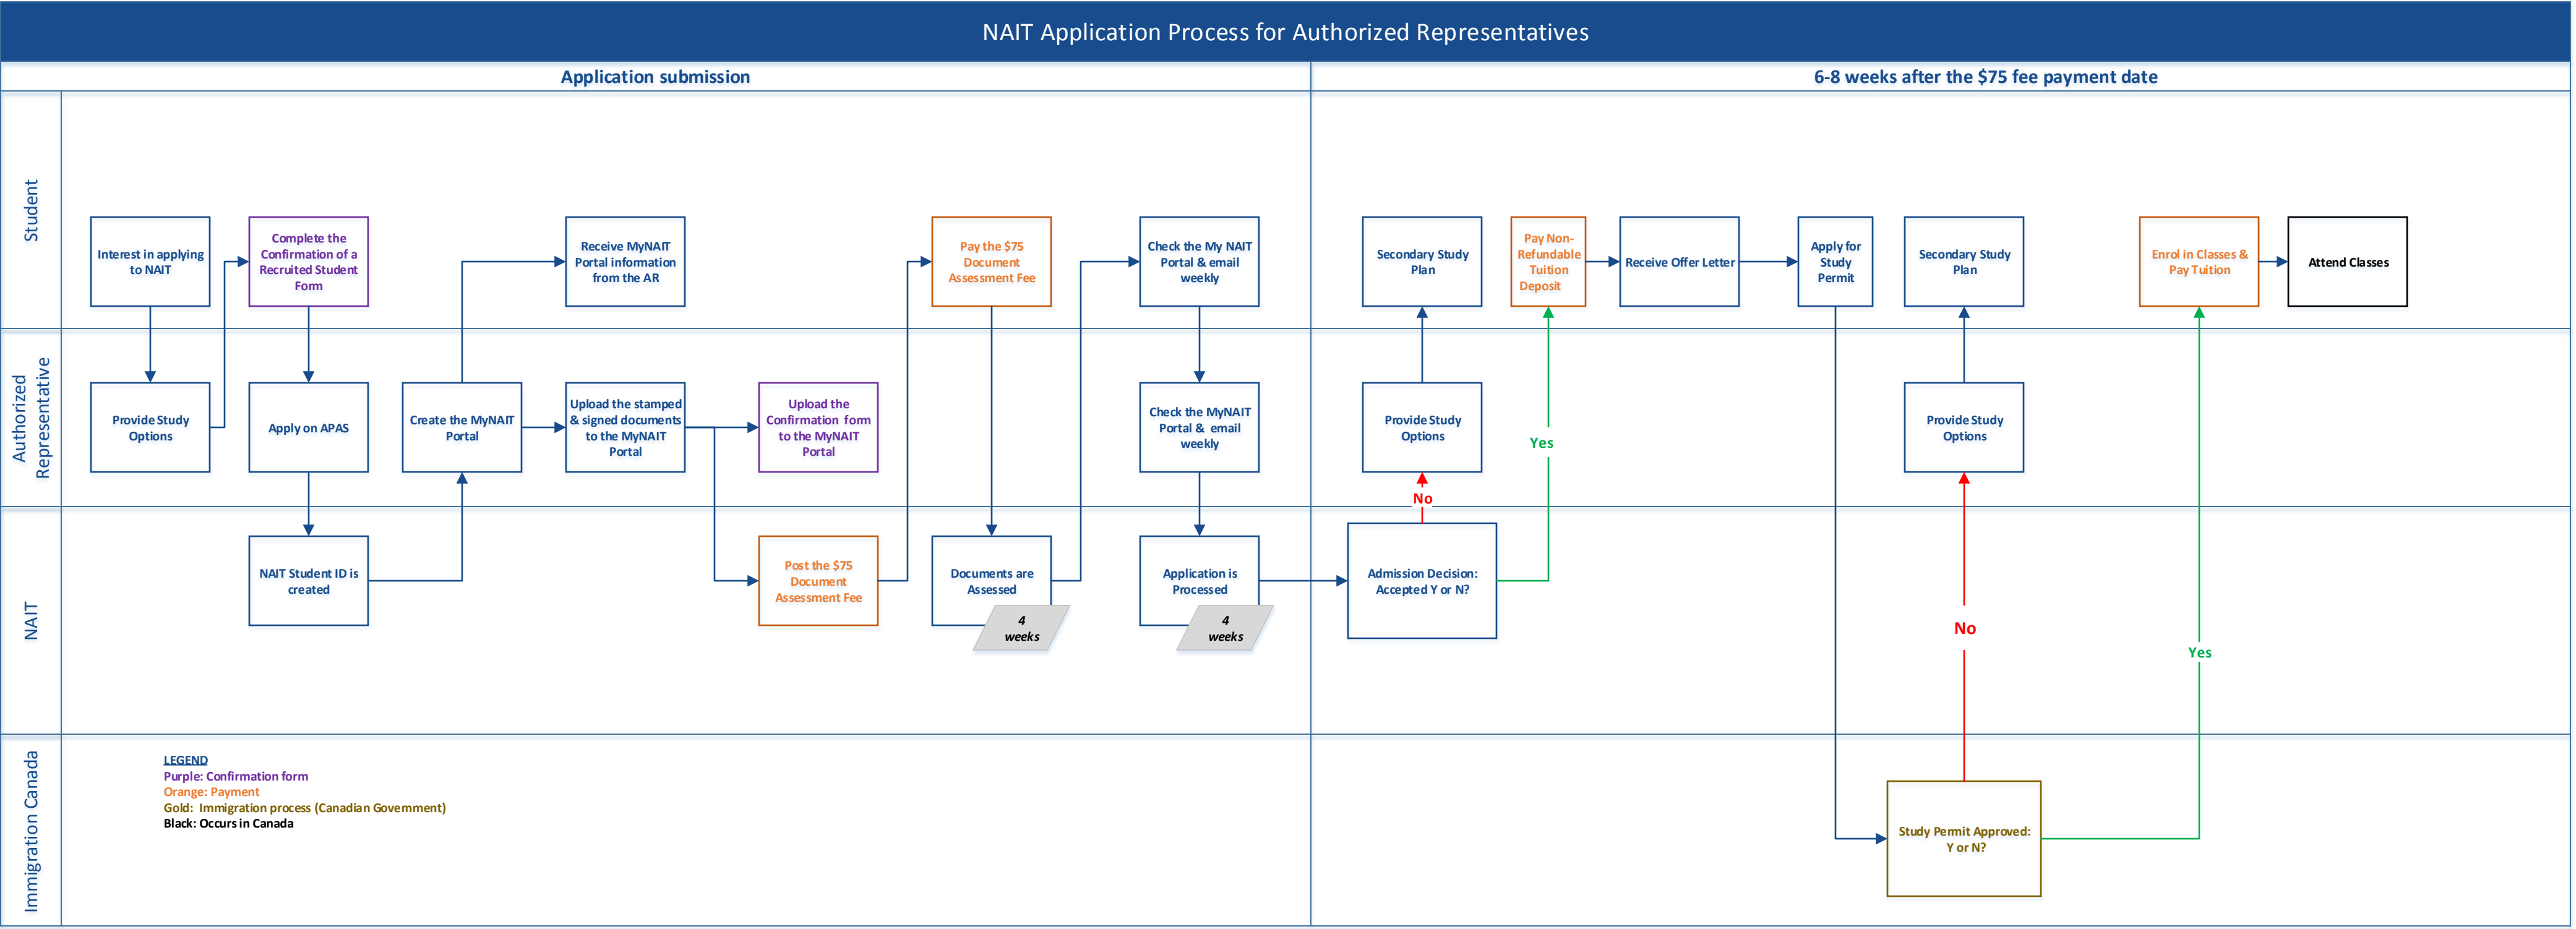 NAIT Application Process for Authorized Representatives
Application submission
6-8 weeks after the $75 fee payment date
Student
Interest in applying
to NAIT
Complete the
Confirmation of a
Recruited Student
Form
Receive MyNAIT
Portal information
from the AR
Pay the $75
Document
Assessment Fee
Check the My NAIT
Portal & email
weekly
Secondary Study
Plan
Pay Non-
Refundable
Tuition
Deposit
Receive Offer Letter
Apply for
Study
Permit
Secondary Study
Plan
Enrol in Classes &
Pay Tuition
Attend Classes
Authorized
Representative
Provide Study
Options
Apply on APAS
Create the MyNAIT
Portal
Upload the stamped
& signed documents
to the MyNAIT
Portal
Upload the
Confirmation form
to the MyNAIT
Portal
Check the MyNAIT
Portal & email
weekly
Provide Study
Options
Yes
Provide Study
Options
No
NAIT
NAIT Student ID is
created
Post the $75
Document
Assessment Fee
Documents are
Assessed
4
weeks
Application is
Processed
4
weeks
Admission Decision:
Accepted Y or N?
No
Yes
Immigration Canada
LEGEND
Purple: Confirmation form
Orange: Payment
Gold: Immigration process (Canadian Government)
Black: Occurs in Canada
Study Permit Approved:
Y or N?